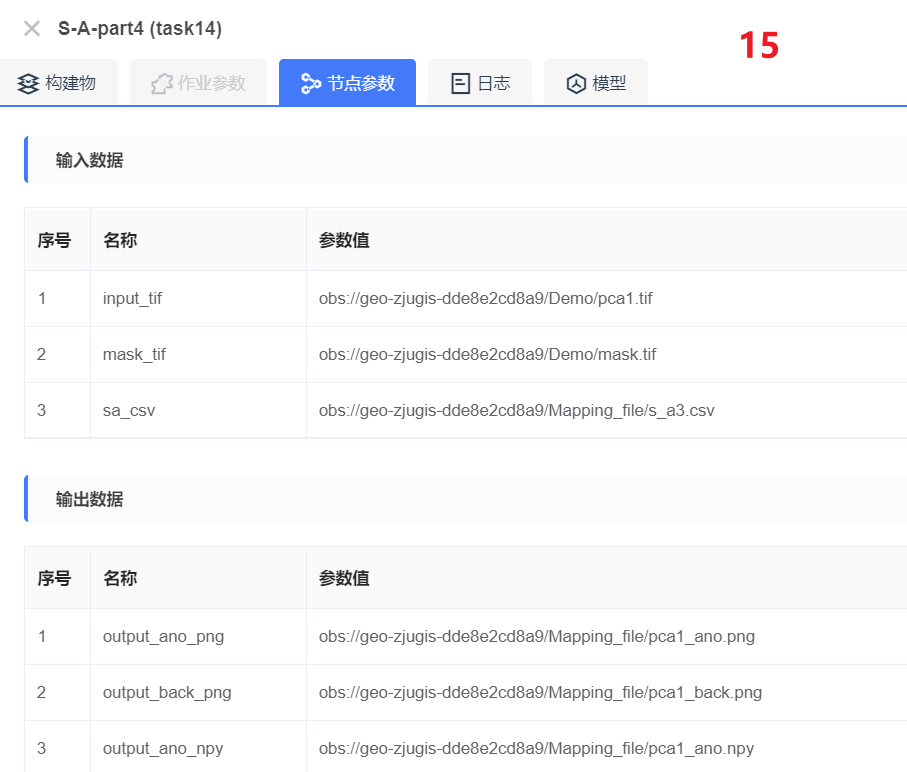 S-A-part4 (task14)
15
构建物 作业参数 节点参数 日志 模型
输入数据
序号 名称 参数值
1 input_tif obs://geo-zjugis-dde8e2cd8a9/Demo/pca1.tif
2 mask_tif obs://geo-zjugis-dde8e2cd8a9/Demo/mask.tif
3 sa_csv obs://geo-zjugis-dde8e2cd8a9/Mapping_file/s_a3.csv
输出数据
序号 名称 参数值
1 output_ano_png obs://geo-zjugis-dde8e2cd8a9/Mapping_file/pca1_ano.png
2 output_back_png obs://geo-zjugis-dde8e2cd8a9/Mapping_file/pca1_back.png
3 output_ano_npy obs://geo-zjugis-dde8e2cd8a9/Mapping_file/pca1_ano.npy